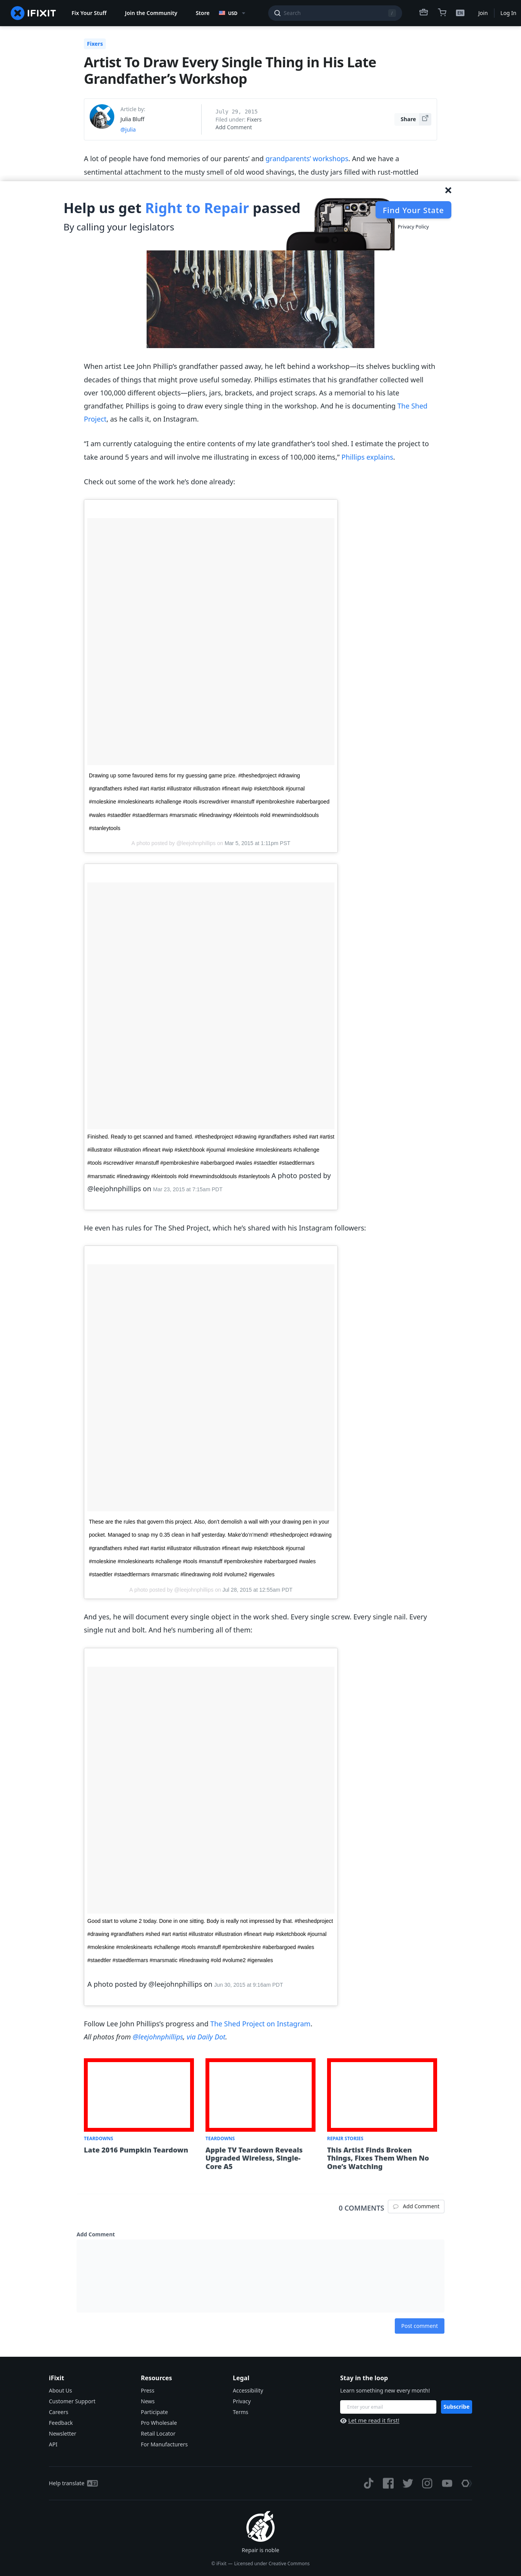 IFIXIT
Fix Your Stuff
Join the Community
Store
USD
Search
/
EN
Join
Log In
Fixers
Artist To Draw Every Single Thing in His Late
Grandfather's Workshop
Article by:
Julia Bluff
@julia
July 29, 2015
Filed under: Fixers
Add Comment
Share
A lot of people have fond memories of our parents' and grandparents' workshops. And we have a
sentimental attachment to the musty smell of old wood shavings, the dusty jars filled with rust-mottled
Help us get Right to Repair passed
By calling your legislators
Find Your State
Privacy Policy
When artist Lee John Phillip's grandfather passed away, he left behind a workshop—its shelves buckling with
decades of things that might prove useful someday. Phillips estimates that his grandfather collected well
over 100,000 different objects—pliers, jars, brackets, and project scraps. As a memorial to his late
grandfather, Phillips is going to draw every single thing in the workshop. And he is documenting The Shed
Project, as he calls it, on Instagram.
"I am currently cataloguing the entire contents of my late grandfather's tool shed. I estimate the project to
take around 5 years and will involve me illustrating in excess of 100,000 items," Phillips explains.
Check out some of the work he's done already:
Drawing up some favoured items for my guessing game prize. #theshedproject #drawing
#grandfathers #shed #art #artist #illustrator #illustration #fineart #wip #sketchbook #journal
#moleskine #moleskinearts #challenge #tools #screwdriver #manstuff #pembrokeshire #aberbargoed
#wales #staedtler #staedtlermars #marsmatic #linedrawingy #kleintools #old #newmindsoldsouls
#stanleytools
A photo posted by @leejohnphillips on Mar 5, 2015 at 1:11pm PST
Finished. Ready to get scanned and framed. #theshedproject #drawing #grandfathers #shed #art #artist
#illustrator #illustration #fineart #wip #sketchbook #journal #moleskine #moleskinearts #challenge
#tools #screwdriver #manstuff #pembrokeshire #aberbargoed #wales #staedtler #staedtlermars
#marsmatic #linedrawingy #kleintools #old #newmindsoldsouls #stanleytools A photo posted by
@leejohnphillips on Mar 23, 2015 at 7:15am PDT
He even has rules for The Shed Project, which he's shared with his Instagram followers:
These are the rules that govern this project. Also, don't demolish a wall with your drawing pen in your
pocket. Managed to snap my 0.35 clean in half yesterday. Make'do'n'mend! #theshedproject #drawing
#grandfathers #shed #art #artist #illustrator #illustration #fineart #wip #sketchbook #journal
#moleskine #moleskinearts #challenge #tools #manstuff #pembrokeshire #aberbargoed #wales
#staedtler #staedtlermars #marsmatic #linedrawing #old #volume2 #igerwales
A photo posted by @leejohnphillips on Jul 28, 2015 at 12:55am PDT
And yes, he will document every single object in the work shed. Every single screw. Every single nail. Every
single nut and bolt. And he's numbering all of them:
Good start to volume 2 today. Done in one sitting. Body is really not impressed by that. #theshedproject
#drawing #grandfathers #shed #art #artist #illustrator #illustration #fineart #wip #sketchbook #journal
#moleskine #moleskinearts #challenge #tools #manstuff #pembrokeshire #aberbargoed #wales
#staedtler #staedtlermars #marsmatic #linedrawing #old #volume2 #igerwales
A photo posted by @leejohnphillips on Jun 30, 2015 at 9:16am PDT
Follow Lee John Phillips's progress and The Shed Project on Instagram.
All photos from @leejohnphillips, via Daily Dot.
TEARDOWNS
Late 2016 Pumpkin Teardown
TEARDOWNS
Apple TV Teardown Reveals
Upgraded Wireless, Single-
Core A5
REPAIR STORIES
This Artist Finds Broken
Things, Fixes Them When No
One's Watching
0 COMMENTS
Add Comment
Add Comment
Post comment
iFixit
About Us
Customer Support
Careers
Feedback
Newsletter
API
Resources
Press
News
Participate
Pro Wholesale
Retail Locator
For Manufacturers
Legal
Accessibility
Privacy
Terms
Stay in the loop
Learn something new every month!
Enter your email
Subscribe
Let me read it first!
Help translate
Repair is noble
© iFixit — Licensed under Creative Commons